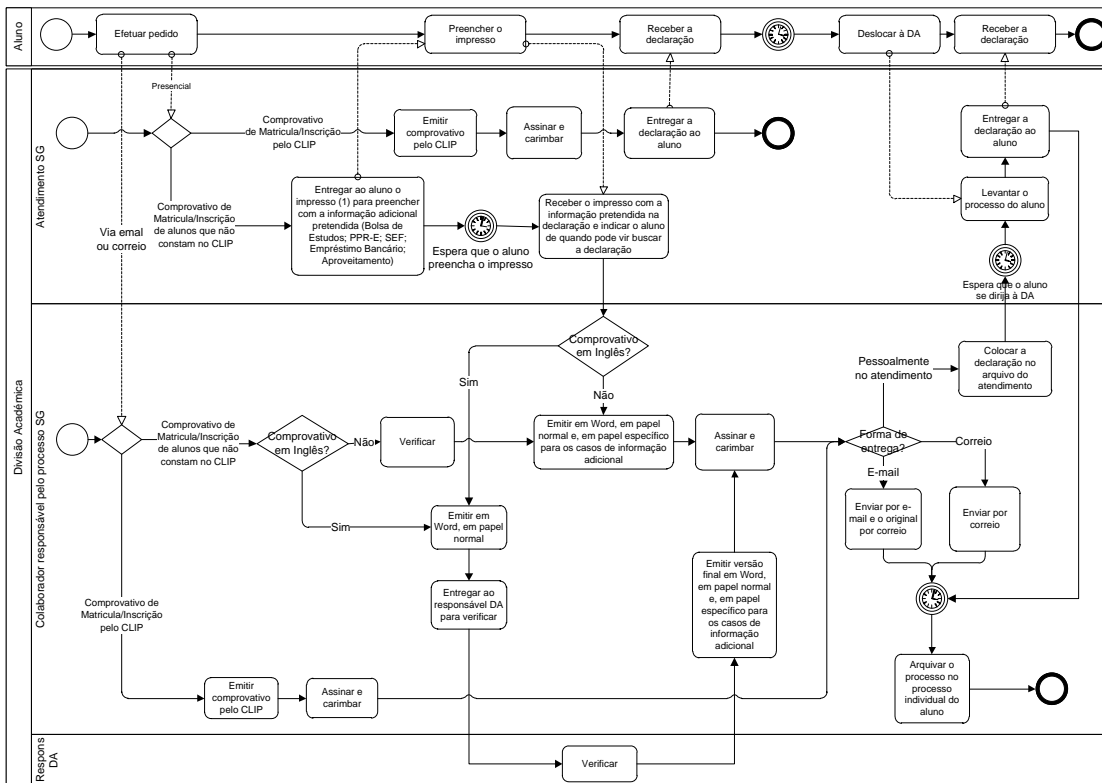 Aluno
Efetuar pedido
Preencher o
impresso
Receber a
declaração
Deslocar à DA
Receber a
declaração
Divisão Académica
Atendimento SG
Presencial
Comprovativo
de Matricula/Inscrição
pelo CLIP
Emitir
comprovativo
pelo CLIP
Assinar e
carimbar
Entregar a
declaração ao
aluno
Entregar a
declaração ao
aluno
Via emal
ou correio
Comprovativo de
Matricula/Inscrição
de alunos que não
constam no CLIP
Entregar ao aluno o
impresso (1) para preencher
com a informação adicional
pretendida (Bolsa de
Estudos; PPR-E; SEF;
Empréstimo Bancário;
Aproveitamento)
Espera que o aluno
preencha o impresso
Receber o impresso com a
informação pretendida na
declaração e indicar o aluno
de quando pode vir buscar
a declaração
Levantar o
processo do aluno
Espera que o aluno
se dirija à DA
Colaborador responsável pelo processo SG
Comprovativo
em Inglês?
Sim
Não
Pessoalmente
no atendimento
Colocar a
declaração no
arquivo do
atendimento
Comprovativo de
Matricula/Inscrição
de alunos que não
constam no CLIP
Comprovativo
em Inglês?
Não
Verificar
Emitir em Word, em papel
normal e, em papel específico
para os casos de informação
adicional
Assinar e
carimbar
Forma de
entrega?
Correio
E-mail
Sim
Emitir em
Word, em papel
normal
Enviar por e-
mail e o original
por correio
Enviar por
correio
Entregar ao
responsável DA
para verificar
Emitir versão
final em Word,
em papel normal
e, em papel
específico para
os casos de
informação
adicional
Comprovativo de
Matricula/Inscrição
pelo CLIP
Emitir
comprovativo
pelo CLIP
Assinar e
carimbar
Arquivar o
processo no
processo
individual do
aluno
Respons
DA
Verificar